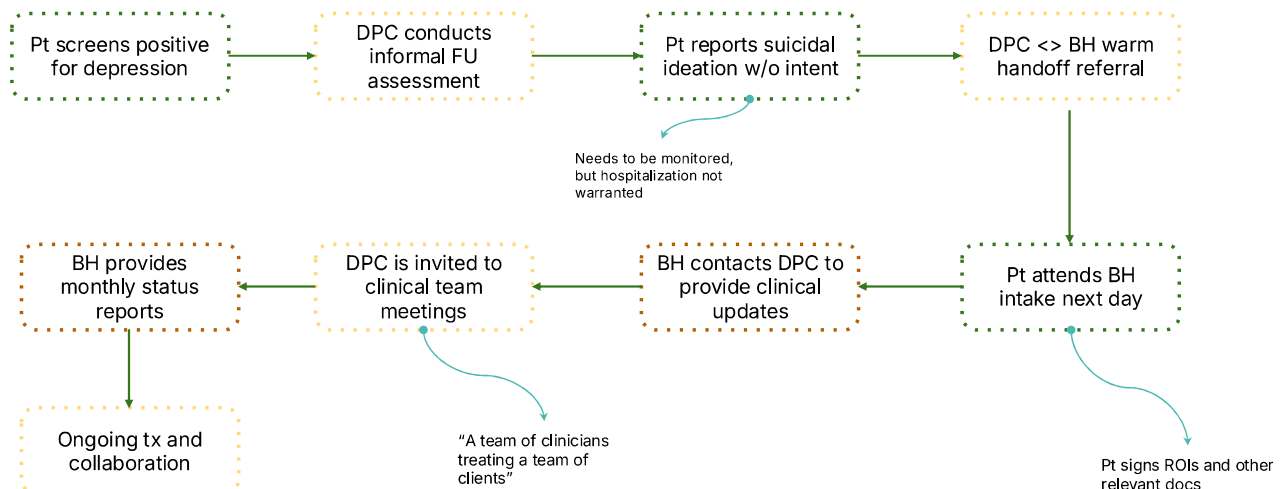 Pt screens positive
for depression
DPC conducts
informal FU
assessment
Pt reports suicidal
ideation w/o intent
DPC <> BH warm
handoff referral
Needs to be monitored,
but hospitalization not
warranted
Pt attends BH
intake next day
BH contacts DPC to
provide clinical
updates
DPC is invited to
clinical team
meetings
BH provides
monthly status
reports
Pt signs ROIs and other
relevant docs
“A team of clinicians
treating a team of
clients”
Ongoing tx and
collaboration